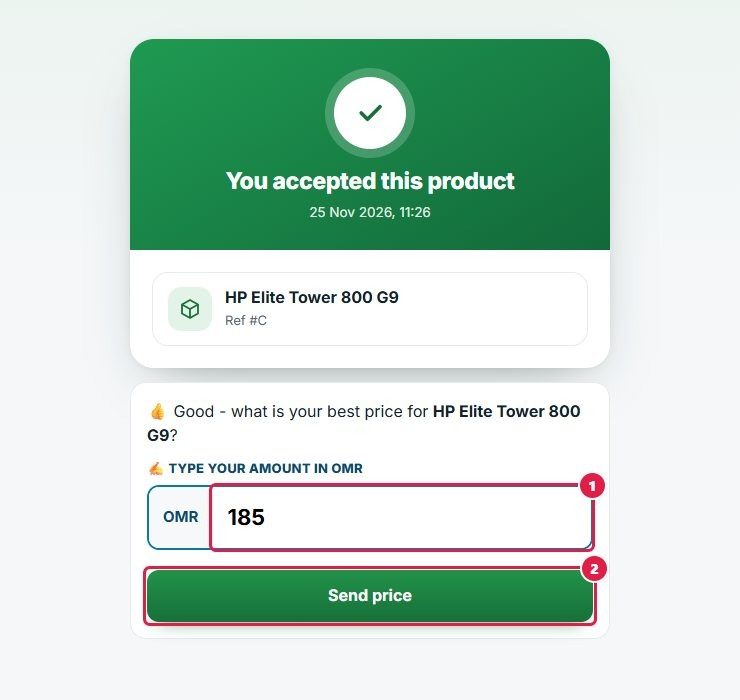 You accepted this product
25 Nov 2026, 11:26
HP Elite Tower 800 G9
Ref #C
👍 Good - what is your best price for HP Elite Tower 800
G9?
✍️ TYPE YOUR AMOUNT IN OMR
1
OMR 185
2
Send price